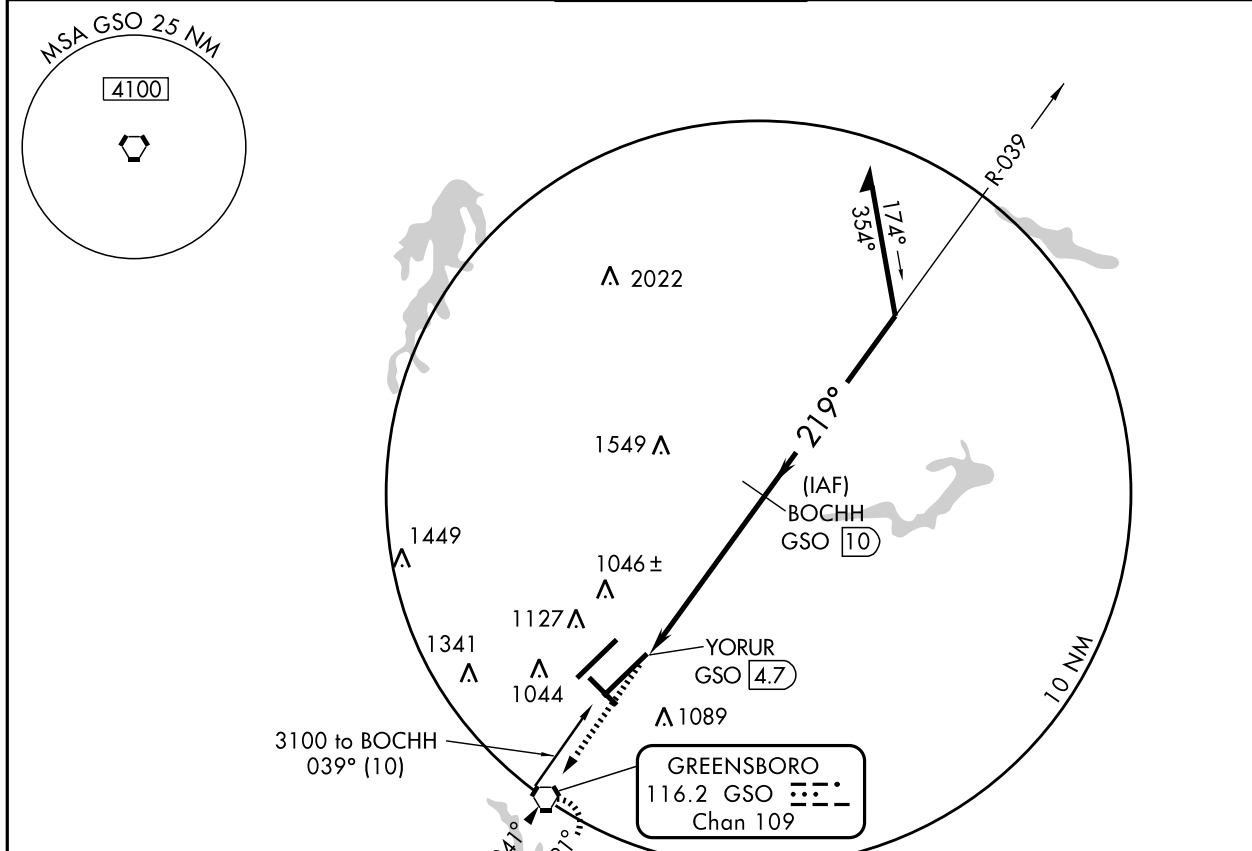 MSA GSO 25 NM
4100
R-039
174°
354°
2022
219°
1549
(IAF)
BOCHH
GSO 10
1449
1046 ±
1127
1341
YORUR
GSO 4.7
1044
10 NM
1089
3100 to BOCHH
039° (10)
GREENSBORO
116.2 GSO
Chan 109